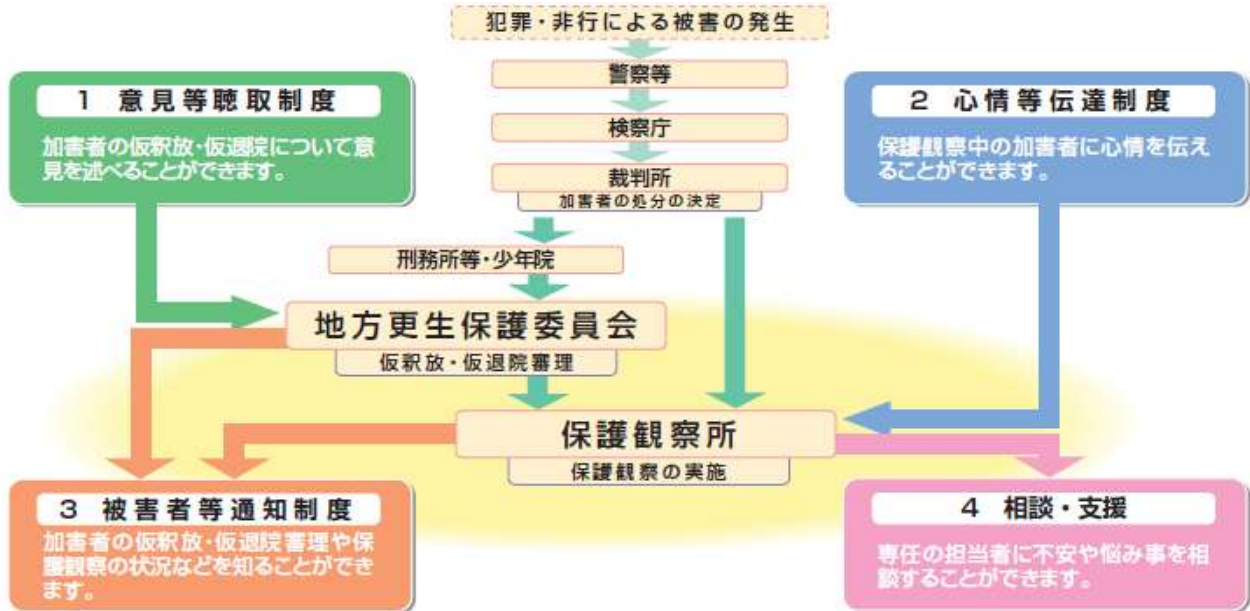 犯罪・非行による被害の発生
警察等
検察庁
裁判所
加害者の処分の決定
1 意見等聴取制度
加害者の仮釈放・仮退院について意
見を述べることができます。
2 心情等伝達制度
保護観察中の加害者に心情を伝え
ることができます。
刑務所等・少年院
地方更生保護委員会
仮釈放・仮退院審理
保護観察所
保護観察の実施
3 被害者等通知制度
加害者の仮釈放・仮退院審理や保
護観察の状況などを知ることができ
ます。
4 相談・支援
専任の担当者に不安や悩み事を相
談することができます。